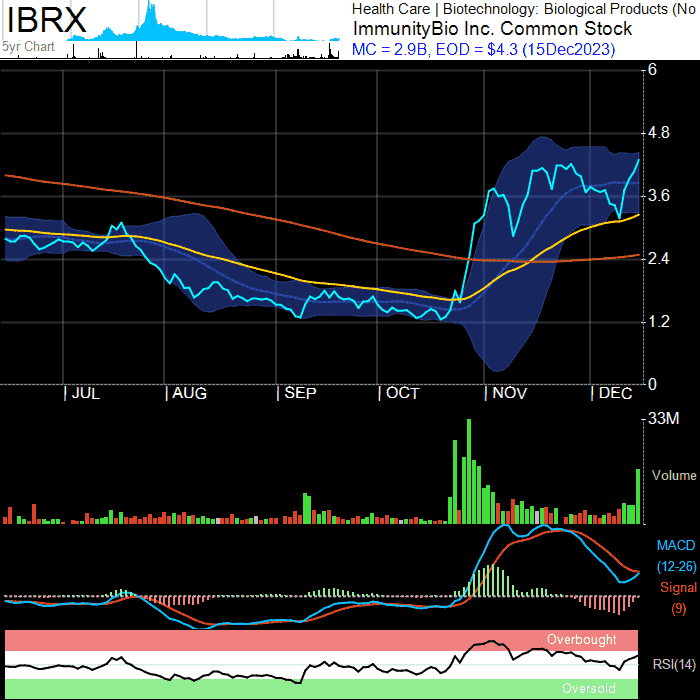 IBRX
5yr Chart
Health Care | Biotechnology: Biological Products (No
ImmunityBio Inc. Common Stock
MC = 2.9B, EOD = $4.3 (15Dec2023)
6
4.8
3.6
2.4
1.2
0
| JUL | AUG | SEP | OCT | NOV | DEC
33M
Volume
MACD
(12-26)
Signal
(9)
Overbought
RSI(14)
Oversold